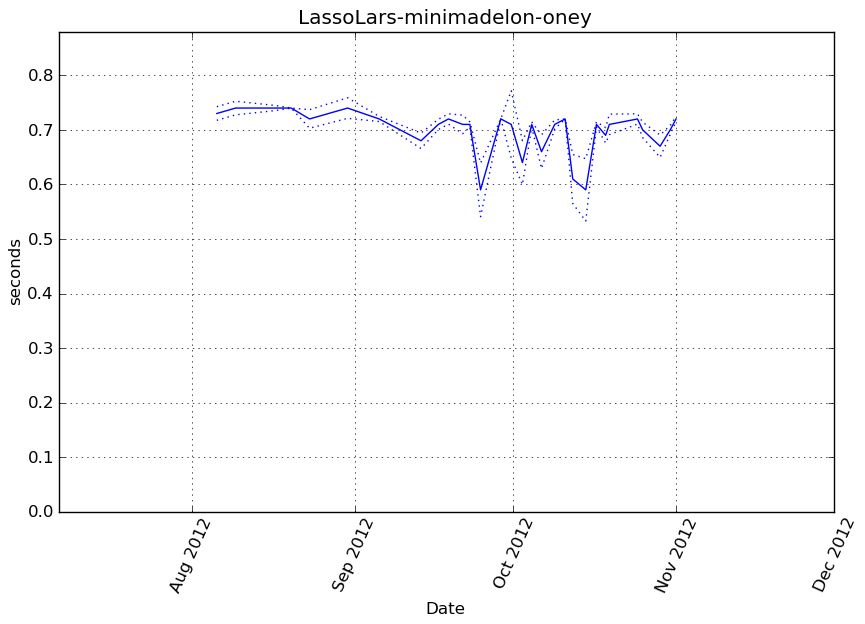 LassoLars-minimadelon-oney
0.8
0.7
0.6
0.5
0.4
0.3
0.2
0.1
0.0
seconds
Aug 2012
Sep 2012
Oct 2012
Nov 2012
Dec 2012
Date